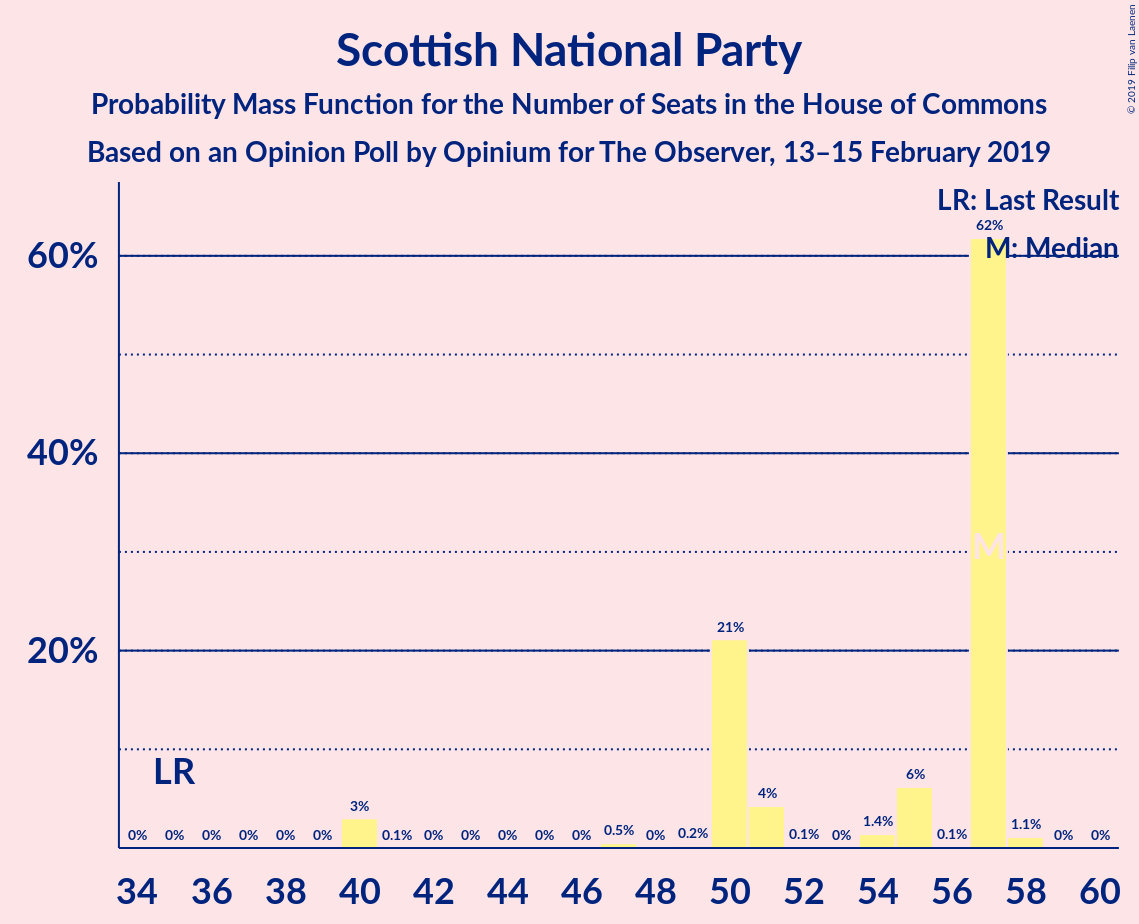 Scottish National Party
Probability Mass Function for the Number of Seats in the House of Commons
Based on an Opinion Poll by Opinium for The Observer, 13–15 February 2019
© 2019 Filip van Laenen
LR: Last Result
M: Median
60%
40%
20%
LR
M
0% 0% 0% 0% 0% 0% 3% 0.1% 0% 0% 0% 0% 0% 0.5% 0% 0.2% 21% 4% 0.1% 0% 1.4% 6% 0.1% 62% 1.1% 0% 0%
34 36 38 40 42 44 46 48 50 52 54 56 58 60